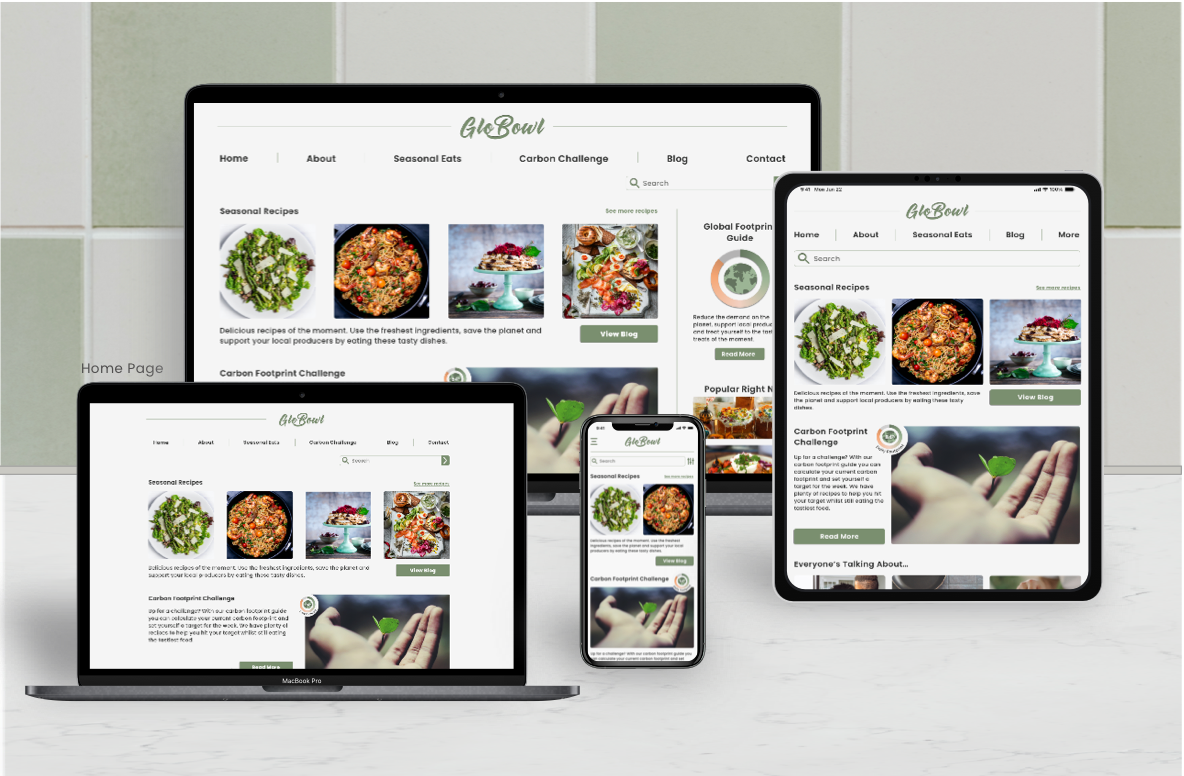 GloBowl
Home About Seasonal Eats Carbon Challenge Blog Contact
Search
Seasonal Recipes See more recipes
Delicious recipes of the moment. Use the freshest ingredients, save the planet and
support your local producers by eating these tasty dishes.
View Blog
Carbon Footprint Challenge
Global Footprin
Guide
Reduce the demand on the
planet, support local produc
and treat yourself to the tast
treats of the moment.
Read More
Popular Right N
9:41 Mon Jun 22
100%
GloBowl
Home About Seasonal Eats Blog More
Search
Seasonal Recipes See more recipes
Delicious recipes of the moment. Use the freshest ingredients, save
the planet and support your local producers by eating these tasty
dishes.
View Blog
Carbon Footprint
Challenge
Up for a challenge? With our
carbon footprint guide you can
calculate your current carbon
footprint and set yourself a
target for the week. We have
plenty of recipes to help you hit
your target whilst still eating the
tastiest food.
Read More
Everyone's Talking About...
Home Page
GloBowl
Home About Seasonal Eats Carbon Challenge Blog Contact
Search
Seasonal Recipes See more recipes
Delicious recipes of the moment. Use the freshest ingredients, save the planet and
support your local producers by eating these tasty dishes.
View Blog
Carbon Footprint Challenge
Up for a challenge? With our carbon footprint guide
you can calculate your current carbon footprint and
set yourself a target for the week. We have plenty of
recipes to help you hit your target whilst still eating
the tastiest food.
Read More
MacBook Pro
9:41
GloBowl
Search
Seasonal Recipes See more recipes
Delicious recipes of the moment. Use the freshest
ingredients, save the planet and support your local
producers by eating these tasty dishes.
View Blog
Carbon Footprint Challenge
Up for a challenge? With our carbon footprint guide you
calculate your current carbon footprint and set